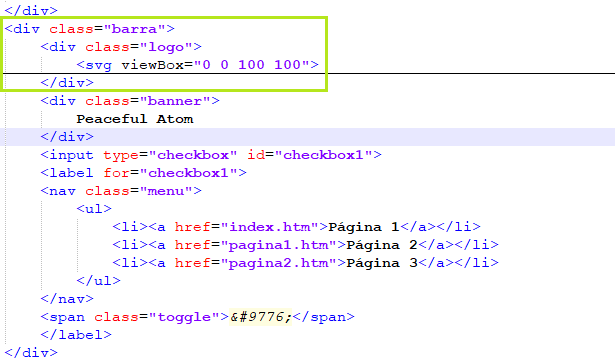 </div>
<div class="barra">
<div class="logo">
<svg viewBox="0 0 100 100">
</div>
<div class="banner">
Peaceful Atom
</div>
<input type="checkbox" id="checkbox1">
<label for="checkbox1">
<nav class="menu">
<ul>
<li><a href="index.htm">Página 1</a></li>
<li><a href="pagina1.htm">Página 2</a></li>
<li><a href="pagina2.htm">Página 3</a></li>
</ul>
</nav>
<span class="toggle">&#9776;</span>
</label>
</div>